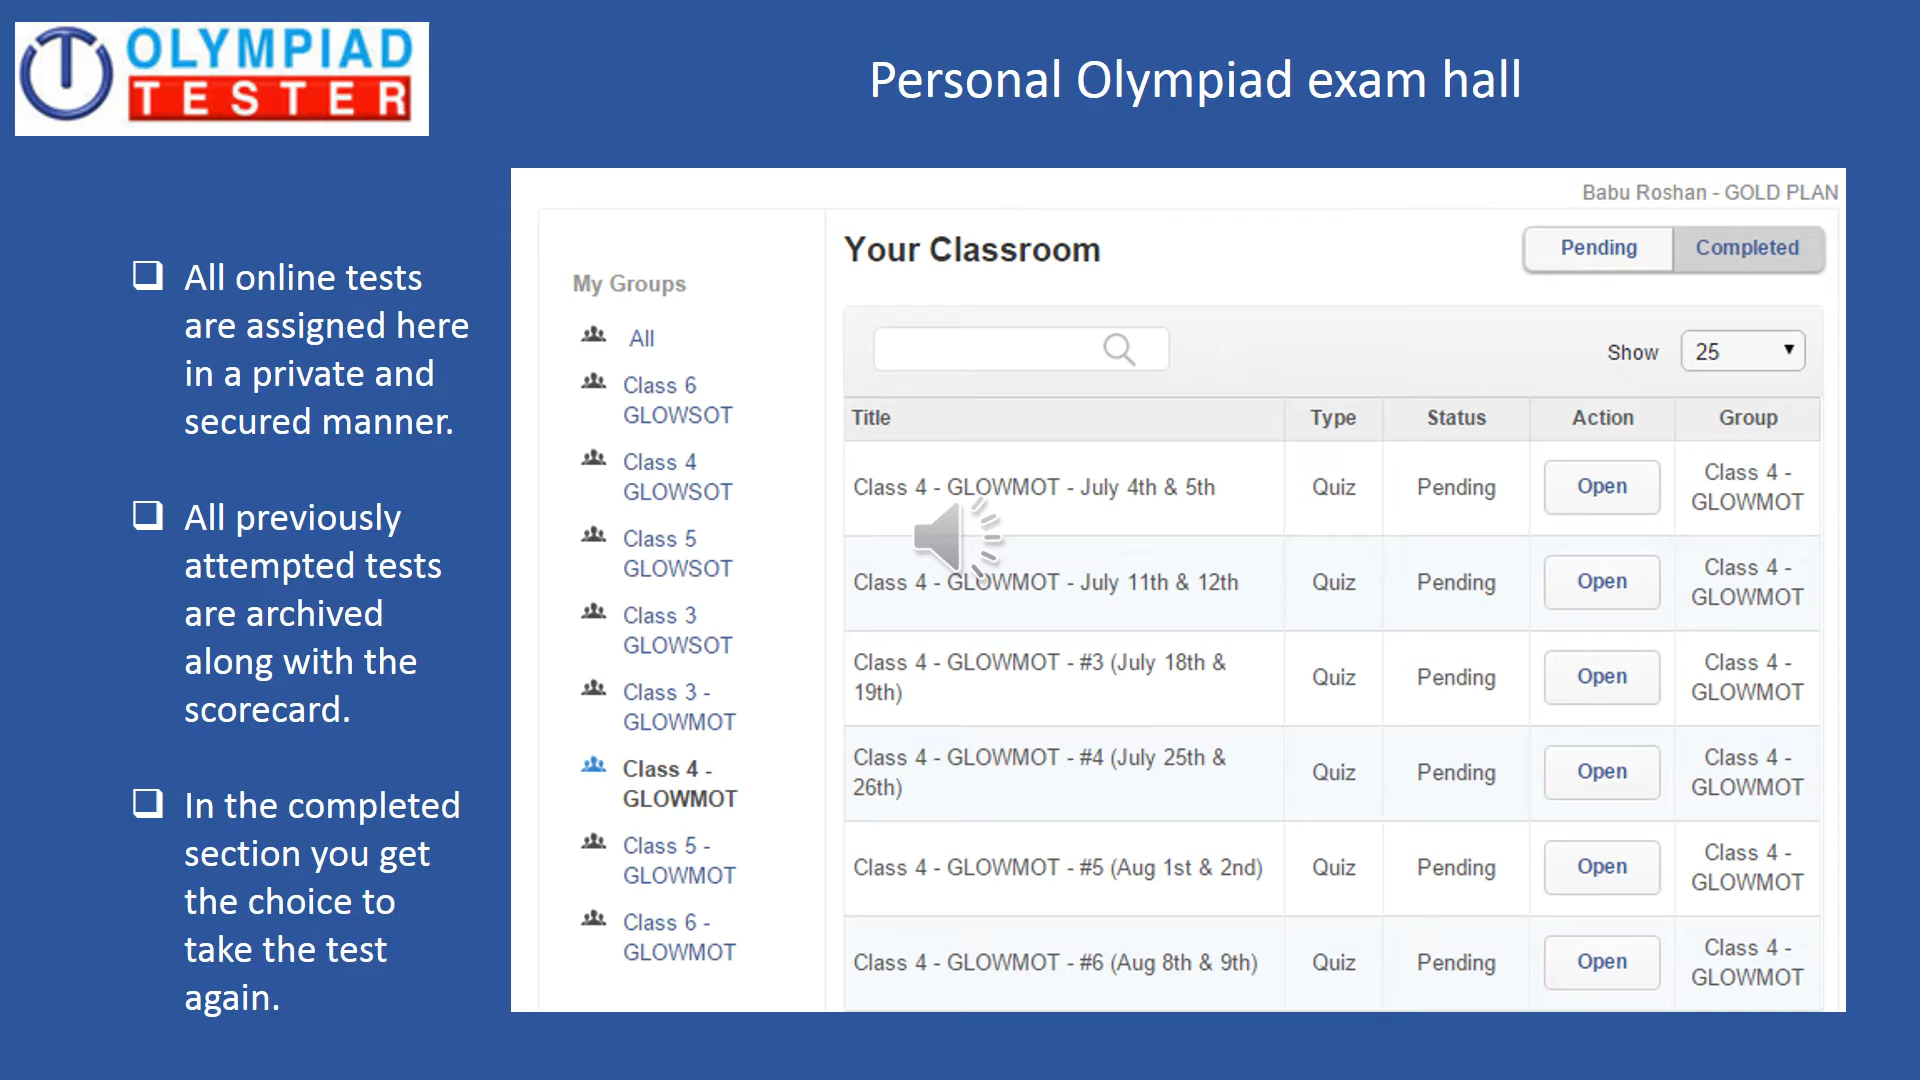 OLYMPIAD
TESTER
Personal Olympiad exam hall
All online tests
are assigned here
in a private and
secured manner.
All previously
attempted tests
are archived
along with the
scorecard.
In the completed
section you get
the choice to
take the test
again.
Babu Roshan - GOLD PLAN
My Groups
All
Class 6
GLOWSOT
Class 4
GLOWSOT
Class 5
GLOWSOT
Class 3
GLOWSOT
Class 3 -
GLOWMOT
Class 4 -
GLOWMOT
Class 5 -
GLOWMOT
Class 6 -
GLOWMOT
Your Classroom
Pending Completed
Show 25
Title Type Status Action Group
Class 4 - GLOWMOT - July 4th & 5th Quiz Pending Open Class 4 -
GLOWMOT
Class 4 - GLOWMOT - July 11th & 12th Quiz Pending Open Class 4 -
GLOWMOT
Class 4 - GLOWMOT - #3 (July 18th & Quiz Pending Open Class 4 -
19th) GLOWMOT
Class 4 - GLOWMOT - #4 (July 25th & Quiz Pending Open Class 4 -
26th) GLOWMOT
Class 4 - GLOWMOT - #5 (Aug 1st & 2nd) Quiz Pending Open Class 4 -
GLOWMOT
Class 4 - GLOWMOT - #6 (Aug 8th & 9th) Quiz Pending Open Class 4 -
GLOWMOT